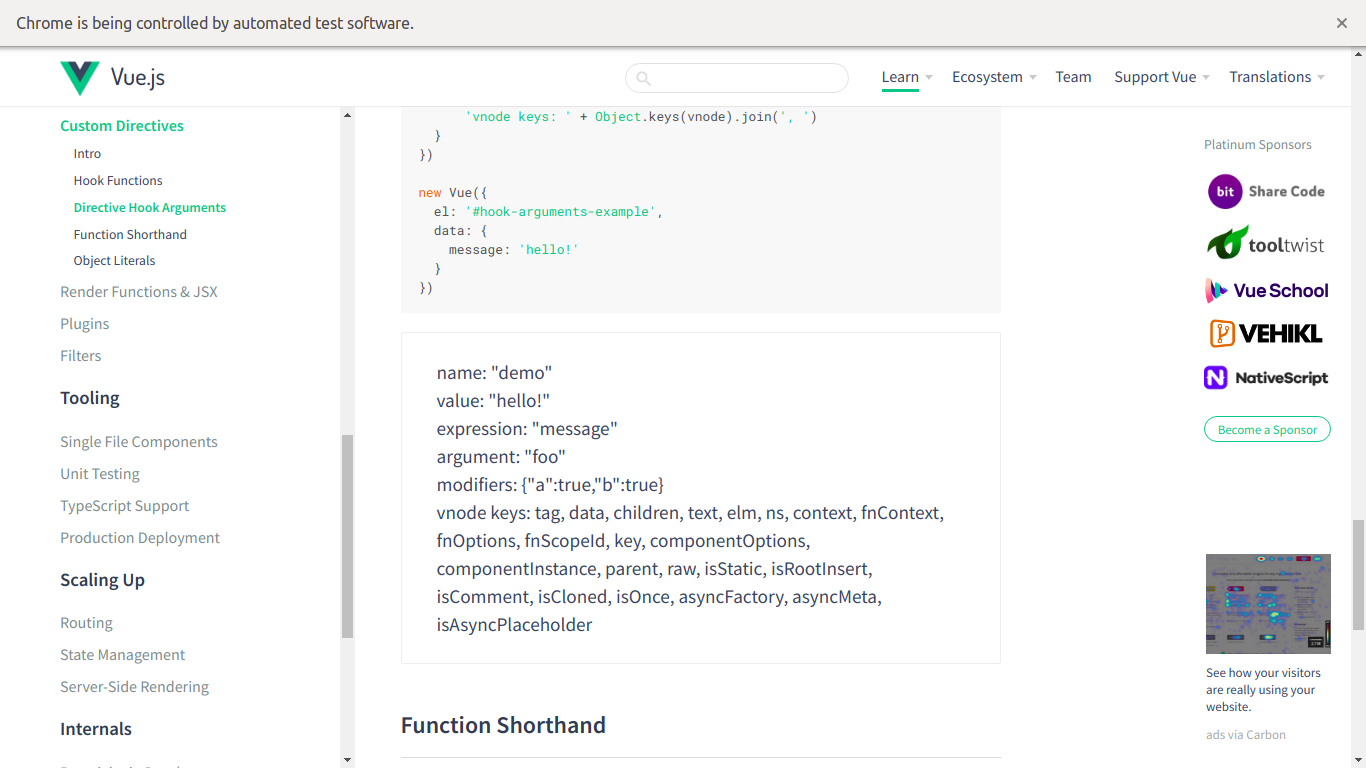 Chrome is being controlled by automated test software.
Vue.js
Learn
Ecosystem
Team
Support Vue
Translations
Custom Directives
Intro
Hook Functions
Directive Hook Arguments
Function Shorthand
Object Literals
Render Functions & JSX
Plugins
Filters
Tooling
Single File Components
Unit Testing
TypeScript Support
Production Deployment
Scaling Up
Routing
State Management
Server-Side Rendering
Internals
'vnode keys: ' + Object.keys(vnode).join(', ')
}
})
new Vue({
el: '#hook-arguments-example',
data: {
message: 'hello!'
}
})
name: "demo"
value: "hello!"
expression: "message"
argument: "foo"
modifiers: {"a":true,"b":true}
vnode keys: tag, data, children, text, elm, ns, context, fnContext,
fnOptions, fnScopeId, key, componentOptions,
componentInstance, parent, raw, isStatic, isRootInsert,
isComment, isCloned, isOnce, asyncFactory, asyncMeta,
isAsyncPlaceholder
Function Shorthand
Platinum Sponsors
bit Share Code
tooltwist
Vue School
VEHIKL
NativeScript
Become a Sponsor
See how your visitors
are really using your
website.
ads via Carbon